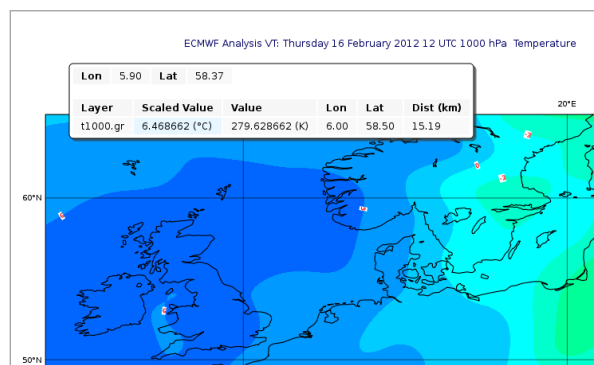 ECMWF Analysis VT: Thursday 16 February 2012 12 UTC 1000 hPa Temperature
Lon 5.90 Lat 58.37
Layer Scaled Value Value Lon Lat Dist (km)
t1000.gr 6.468662 (°C) 279.628662 (K) 6.00 58.50 15.19
20°E
60°N
50°N